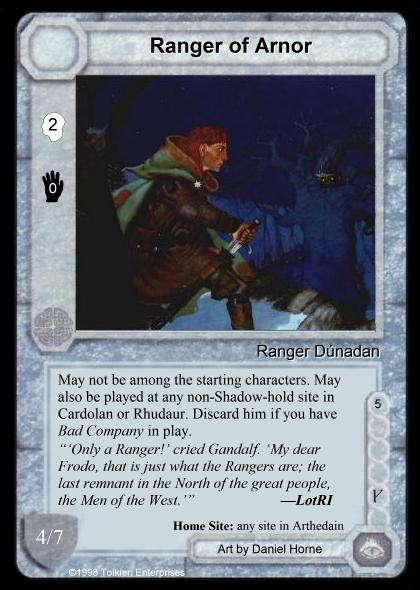 Ranger of Arnor
2
0
Ranger Dúnadan
May not be among the starting characters. May
also be played at any non-Shadow-hold site in
Cardolan or Rhudaur. Discard him if you have
Bad Company in play.
“‘Only a Ranger!’ cried Gandalf. ‘My dear
Frodo, that is just what the Rangers are; the
last remnant in the North of the great people,
the Men of the West.’” —LotRI
5
Home Site: any site in Arthedain
4/7
Art by Daniel Horne
©1998 Tolkien Enterprises